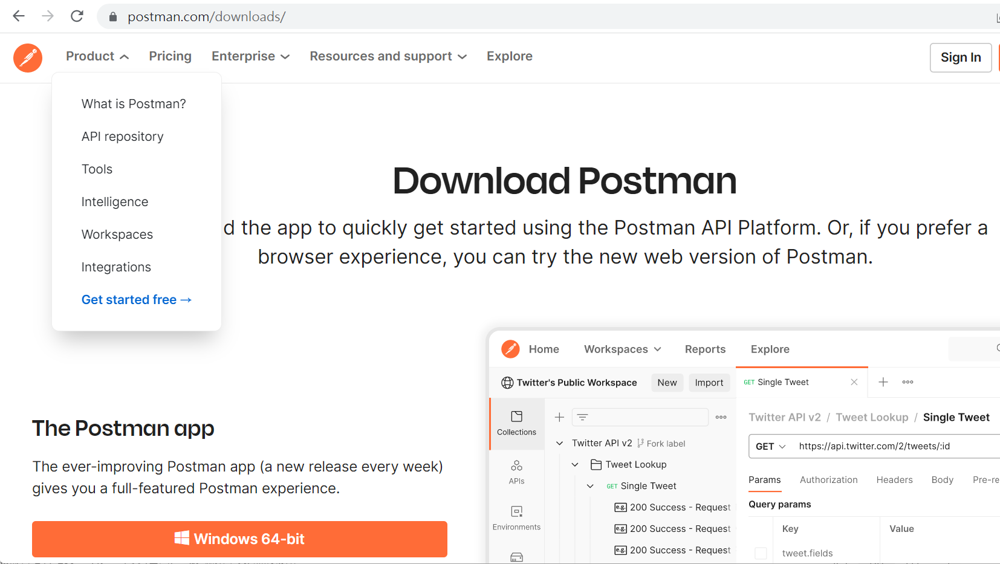 postman.com/downloads/
Product Pricing Enterprise Resources and support Explore Sign In
What is Postman?
API repository
Tools
Intelligence
Workspaces
Integrations
Get started free →
Download Postman
d the app to quickly get started using the Postman API Platform. Or, if you prefer a
browser experience, you can try the new web version of Postman.
The Postman app
The ever-improving Postman app (a new release every week)
gives you a full-featured Postman experience.
Windows 64-bit
Home Workspaces Reports Explore
Twitter's Public Workspace New Import GET Single Tweet
Collections
APIs
Environments
Twitter API v2 Fork label
Tweet Lookup
GET Single Tweet
e.g. 200 Success - Request
e.g. 200 Success - Request
e.g. 200 Success - Request
Twitter API v2 / Tweet Lookup / Single Tweet
GET https://api.twitter.com/2/tweets/:id
Params Authorization Headers Body Pre-re
Query params
Key Value
tweet.fields